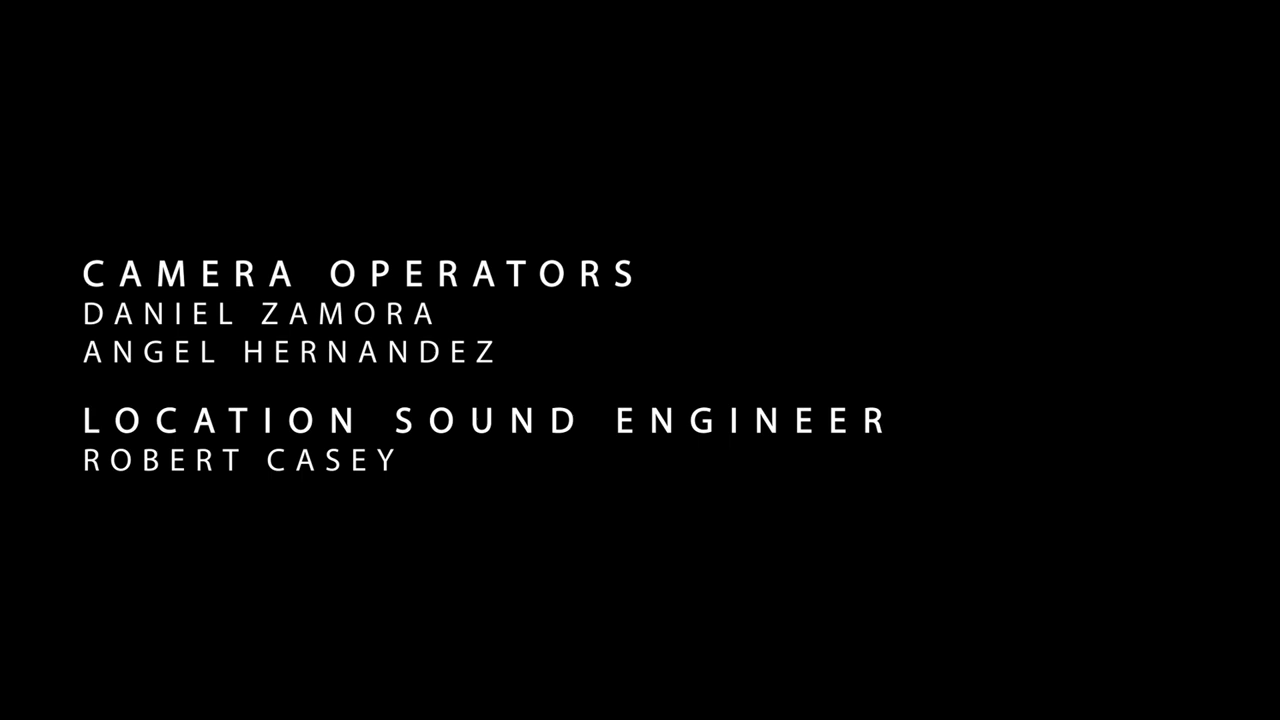 CAMERA OPERATORS
DANIEL ZAMORA
ANGEL HERNANDEZ
LOCATION SOUND ENGINEER
ROBERT CASEY